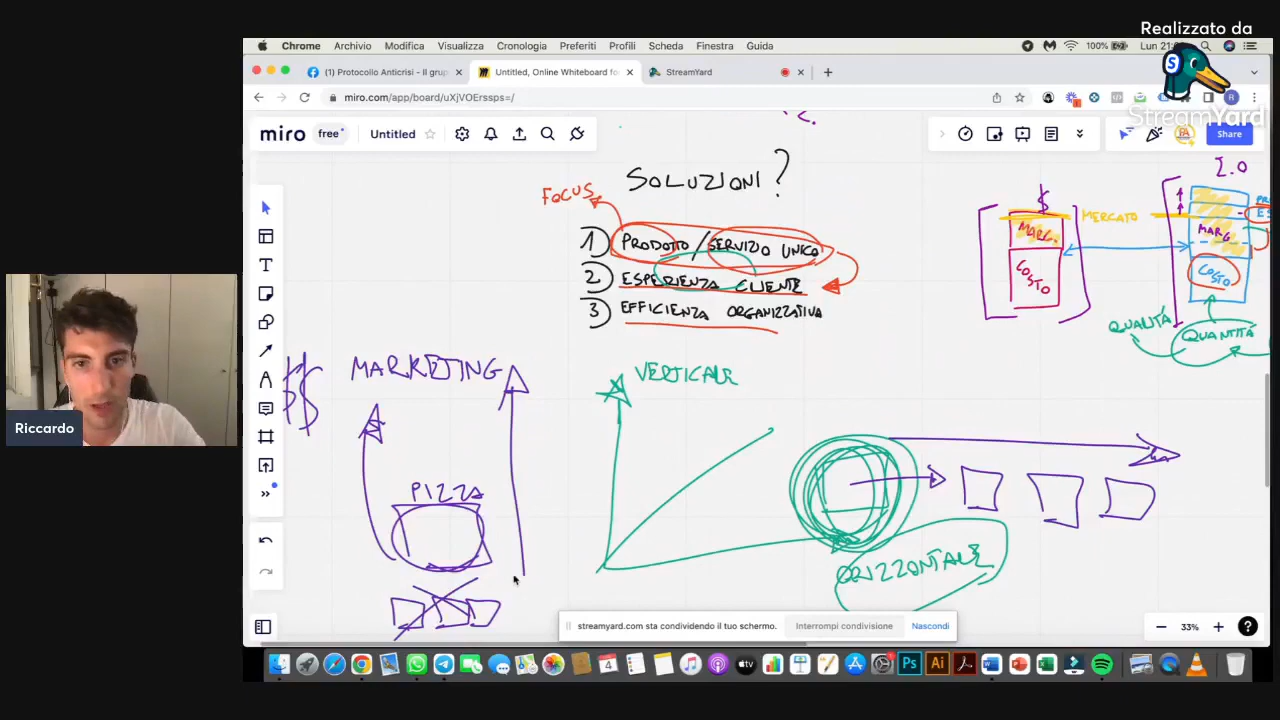 Realizzato da
StreamYard
Chrome Archivio Modifica Visualizza Cronologia Preferiti Profili Scheda Finestra Guida
100% Lun 21
(1) Protocollo Anticrisi - Il grup
Untitled, Online Whiteboard fo
StreamYard
miro.com/app/board/uXjVOErssps=/
miro free Untitled
Share
SOLUZIONI?
FOCUS
1) PRODOTTO/SERVIZIO UNICO
2) ESPERIENZA CLIENTE
3) EFFICIENZA ORGANIZZATIVA
2.0
$
MERCATO
MARG.
MARG
COSTO
COSTO
QUALITÀ
QUANTITÀ
$$
MARKETING
VERTICALE
PIZZA
ORIZZONTALE
Riccardo
streamyard.com sta condividendo il tuo schermo. Interrompi condivisione Nascondi
33%